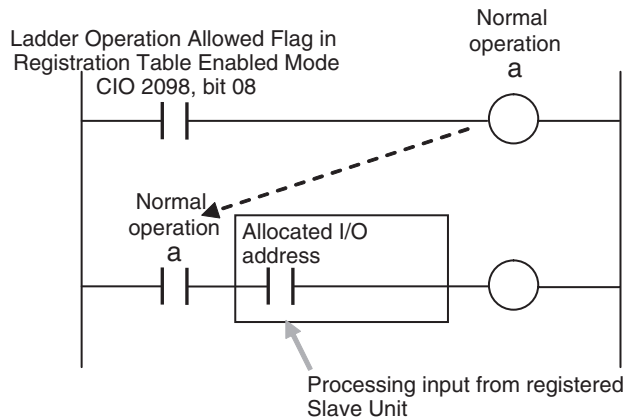 Normal
operation
a
Ladder Operation Allowed Flag in
Registration Table Enabled Mode
CIO 2098, bit 08
Normal
operation
a
Allocated I/O
address
Processing input from registered
Slave Unit